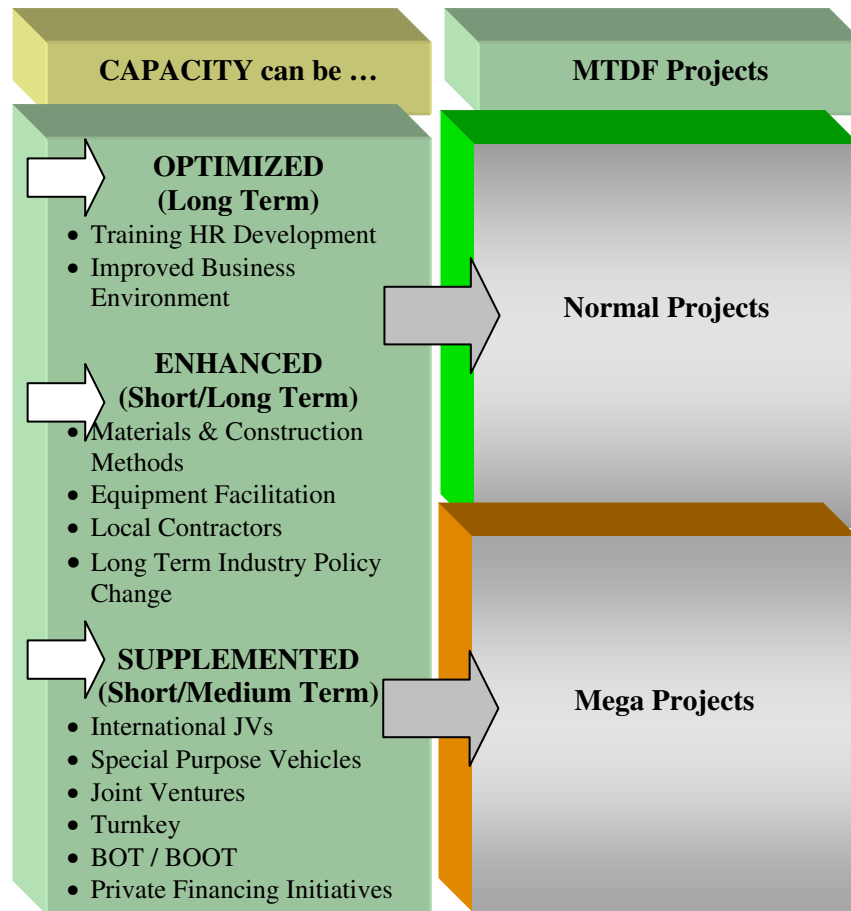 CAPACITY can be …
OPTIMIZED
(Long Term)
• Training HR Development
• Improved Business
Environment
ENHANCED
(Short/Long Term)
• Materials & Construction
Methods
• Equipment Facilitation
• Local Contractors
• Long Term Industry Policy
Change
SUPPLEMENTED
(Short/Medium Term)
• International JVs
• Special Purpose Vehicles
• Joint Ventures
• Turnkey
• BOT / BOOT
• Private Financing Initiatives
MTDF Projects
Normal Projects
Mega Projects